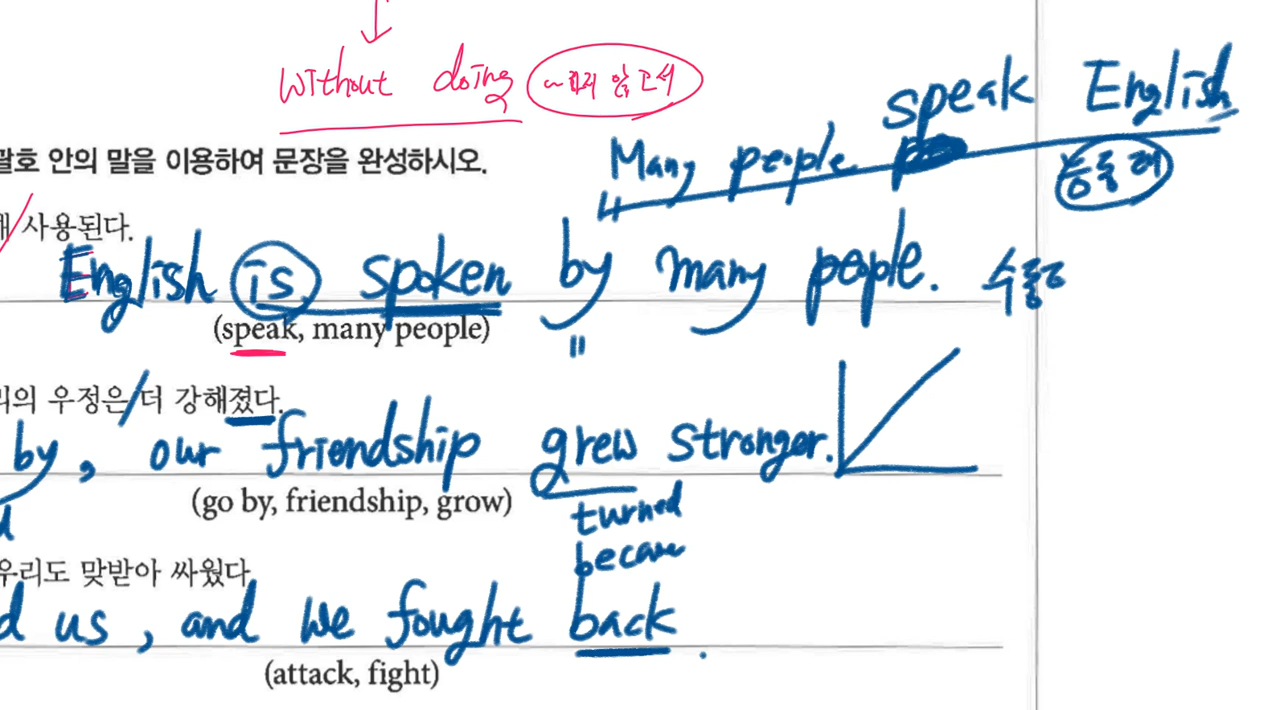 without doing ~하지 않고서
speak English
괄호 안의 말을 이용하여 문장을 완성하시오.
Many people
능동태
에게 사용된다.
English is spoken by many people. 수동태
(speak, many people)
우리의 우정은 더 강해졌다.
by, our friendship grew stronger.
(go by, friendship, grow)
turned
became
우리도 맞받아 싸웠다
d us, and we fought back.
(attack, fight)